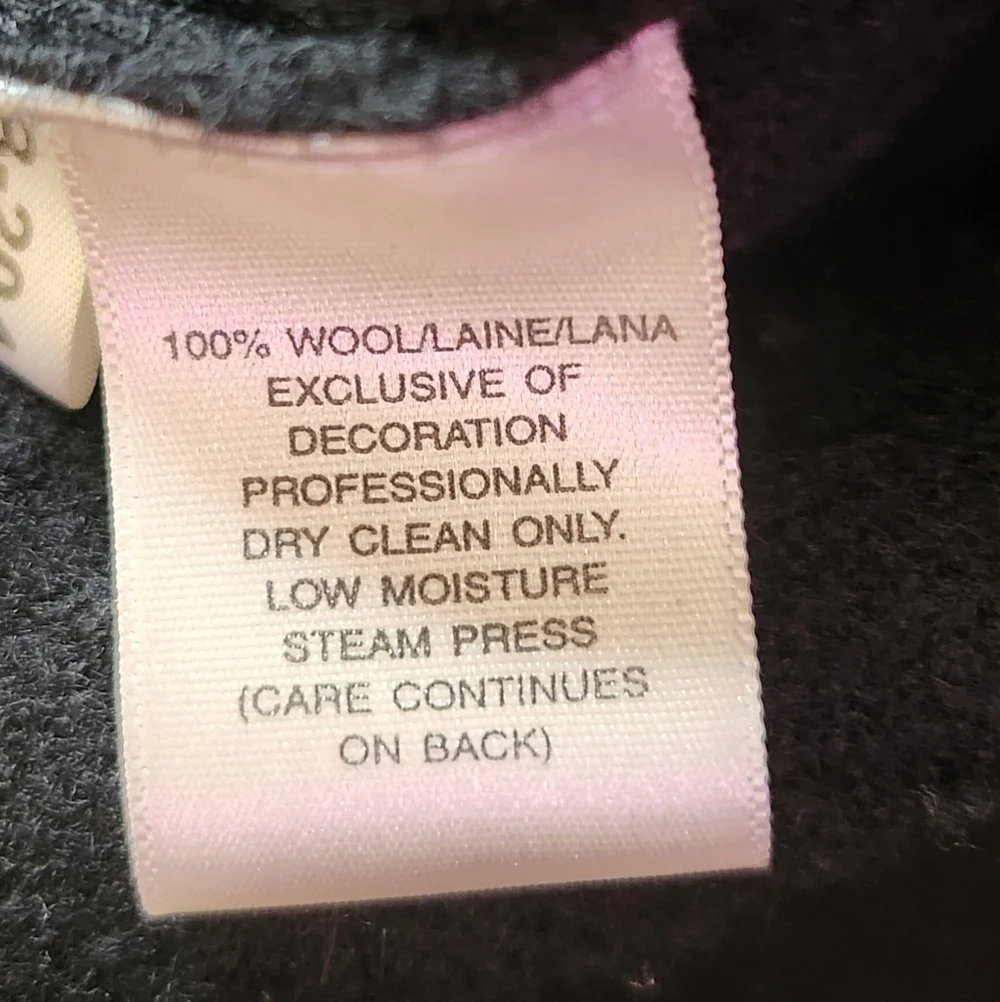 100% WOOL/LAINE/LANA
EXCLUSIVE OF
DECORATION
PROFESSIONALLY
DRY CLEAN ONLY.
LOW MOISTURE
STEAM PRESS
(CARE CONTINUES
ON BACK)